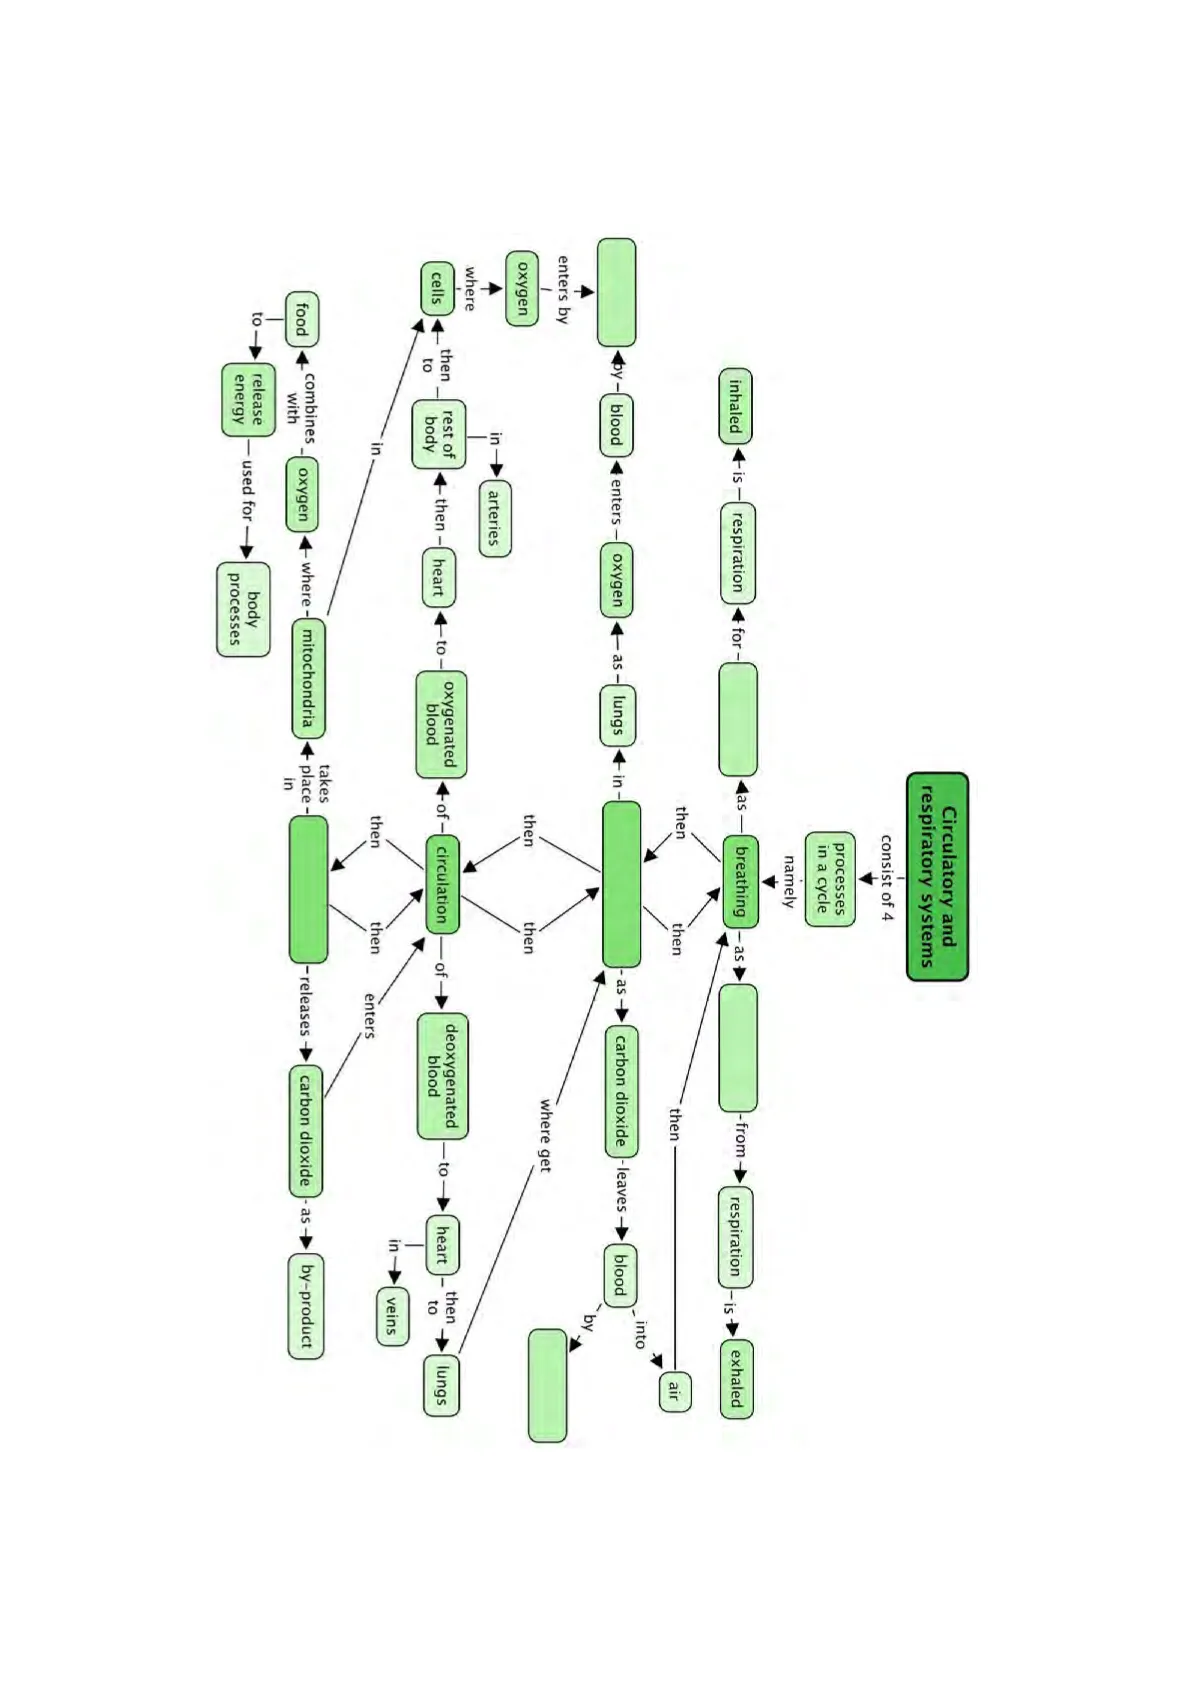 Circulatory and
respiratory systems
consist of 4
processes
in a cycle
namely
inhaled
is
respiration
for
as
breathing
as
from
respiration
is
exhaled
then
then
then
air
into
enters by
by
blood
enters
oxygen
as
lungs
in
as
carbon dioxide
leaves
blood
by
oxygen
where
then
then
where get
arteries
in
cells
then
to
rest of
body
then
heart
to
oxygenated
blood
of
circulation
of
deoxygenated
blood
to
heart
then
to
lungs
in
veins
in
then
then
enters
food
combines
with
oxygen
where
mitochondria
takes
place
in
releases
carbon dioxide
as
by-product
to
release
energy
used for
body
processes